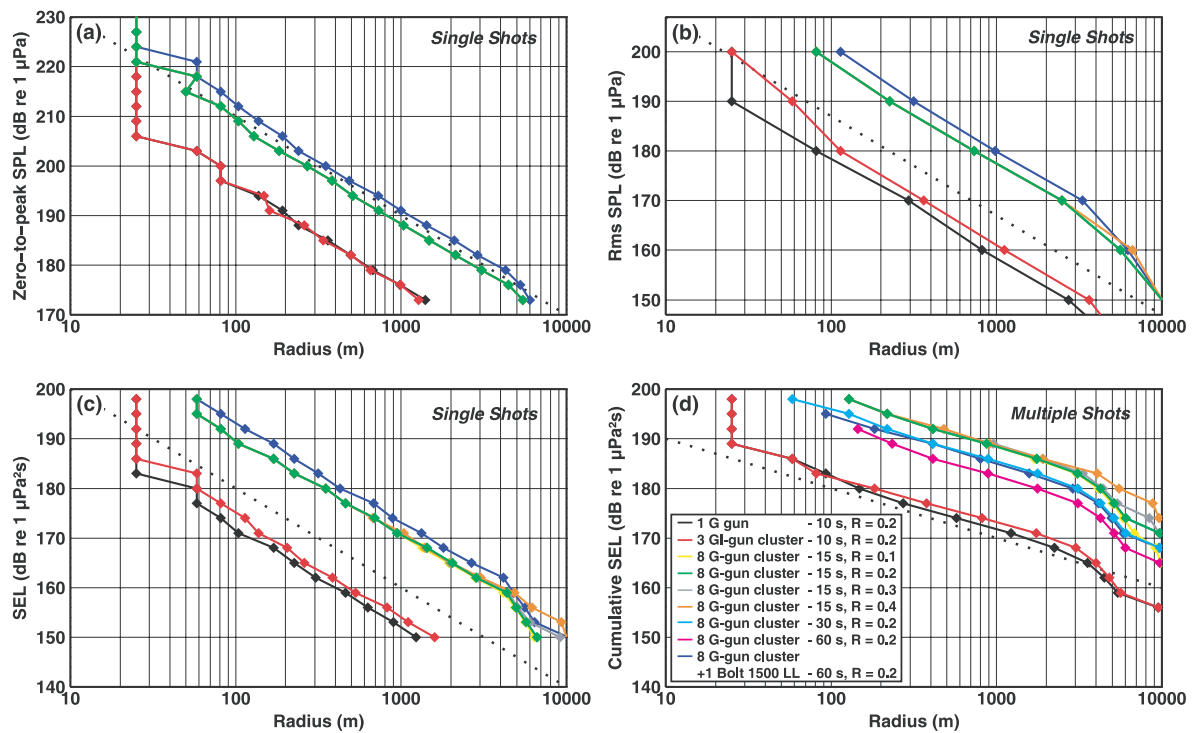 (a)
Single Shots
Zero-to-peak SPL (dB re 1 µPa)
230
220
210
200
190
180
170
10
100
1000
10000
Radius (m)
(b)
Single Shots
Rms SPL (dB re 1 µPa)
200
190
180
170
160
150
10
100
1000
10000
Radius (m)
(c)
Single Shots
SEL (dB re 1 µPa²s)
200
190
180
170
160
150
140
10
100
1000
10000
Radius (m)
(d)
Multiple Shots
Cumulative SEL (dB re 1 µPa²s)
200
190
180
170
160
150
140
1 G gun - 10 s, R = 0.2
3 GI-gun cluster - 10 s, R = 0.2
8 G-gun cluster - 15 s, R = 0.1
8 G-gun cluster - 15 s, R = 0.2
8 G-gun cluster - 15 s, R = 0.3
8 G-gun cluster - 15 s, R = 0.4
8 G-gun cluster - 30 s, R = 0.2
8 G-gun cluster - 60 s, R = 0.2
8 G-gun cluster
+1 Bolt 1500 LL - 60 s, R = 0.2
10
100
1000
10000
Radius (m)